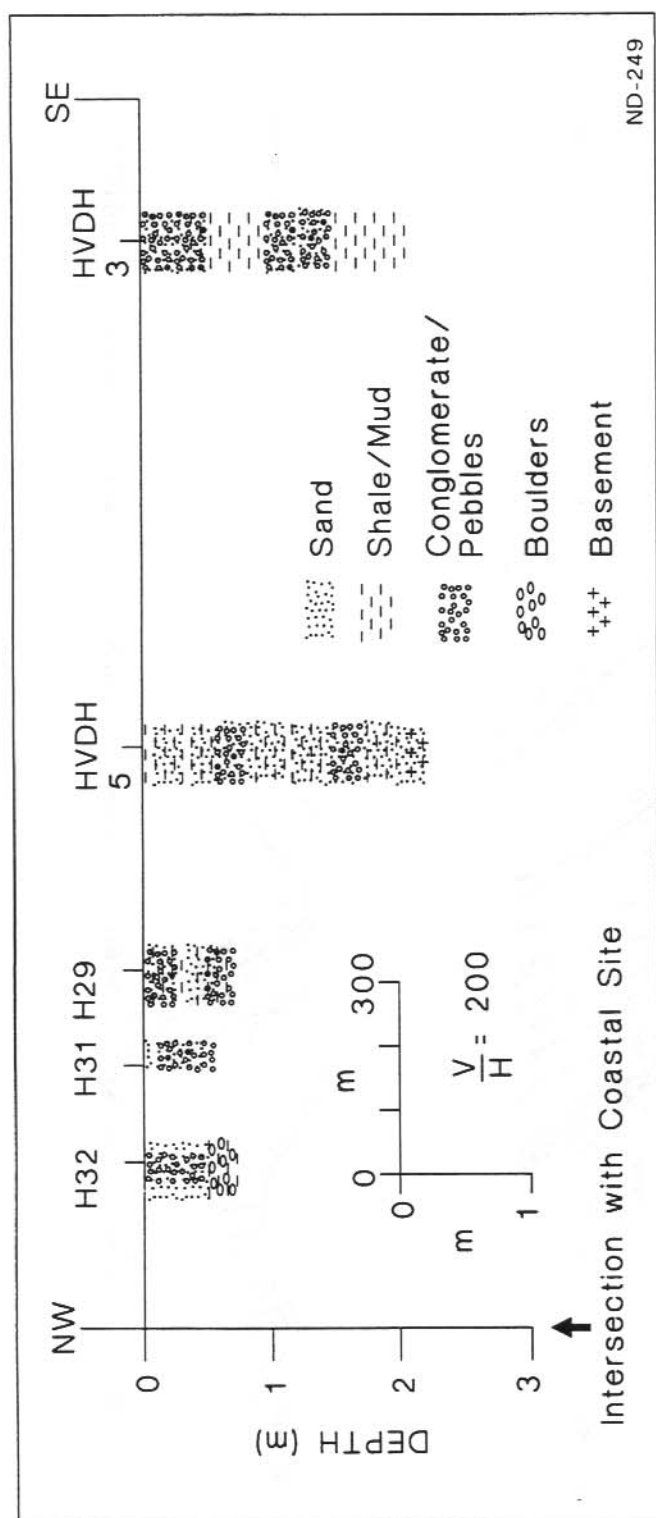 NW
H32
H31
H29
HVDH
5
HVDH
3
SE
0
1
2
3
DEPTH (m)
Sand
Shale/Mud
Conglomerate/
Pebbles
Boulders
Basement
0
m
300
0
m
1
V
H
= 200
Intersection with Coastal Site
ND-249